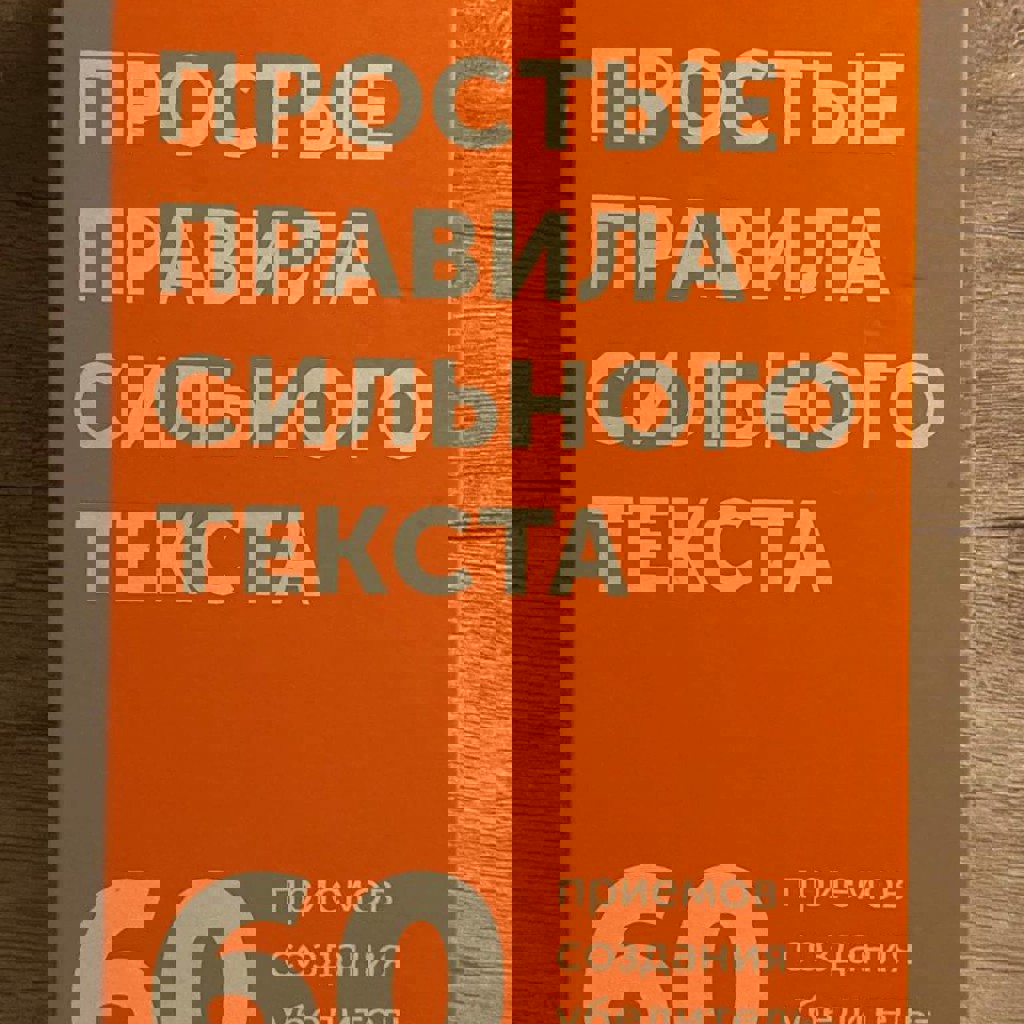 ПРОСТЫЕ
ПРАВИЛА
СИЛЬНОГО
ТЕКСТА
60 приемов
создания